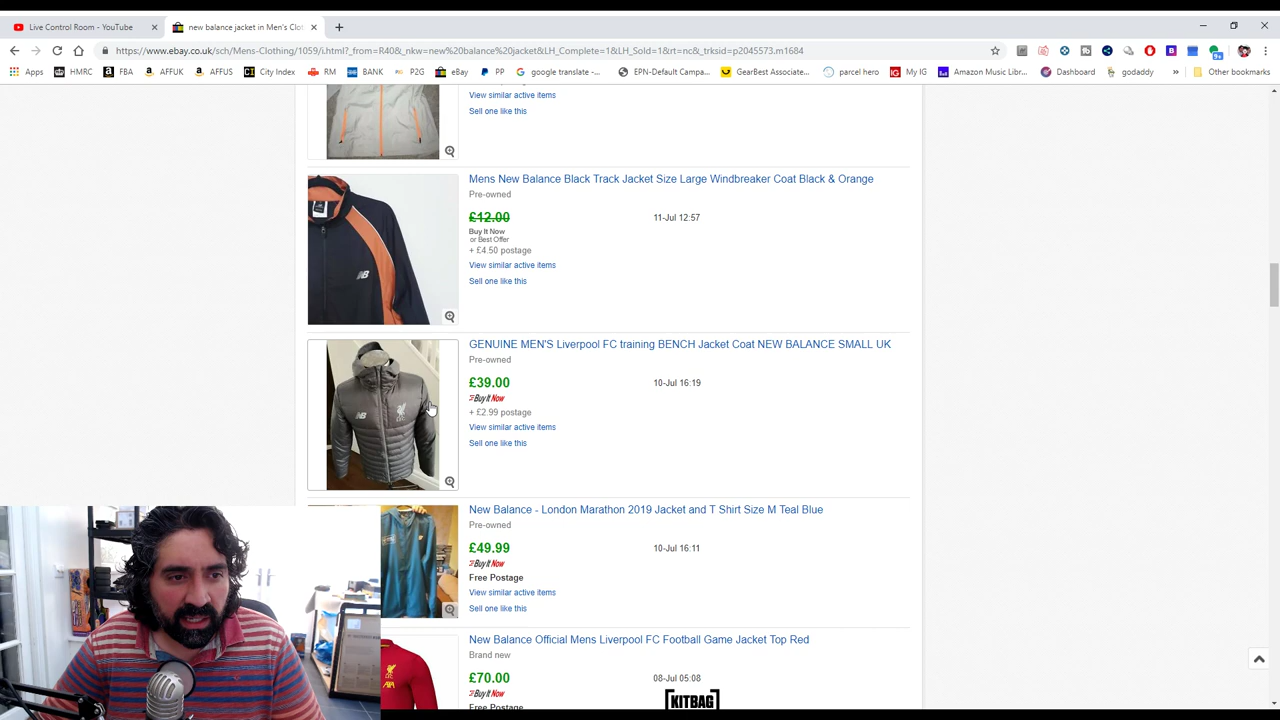 Live Control Room - YouTube
new balance jacket in Men's Clot
https://www.ebay.co.uk/sch/Mens-Clothing/1059/i.html?_from=R40&_nkw=new%20balance%20jacket&LH_Complete=1&LH_Sold=1&rt=nc&_trksid=p2045573.m1684
Apps HMRC FBA AFFUK AFFUS City Index RM BANK P2G eBay PP google translate -... EPN-Default Campa... GearBest Associate... parcel hero My IG Amazon Music Libr... Dashboard godaddy » Other bookmarks
View similar active items
Sell one like this
Mens New Balance Black Track Jacket Size Large Windbreaker Coat Black & Orange
Pre-owned
£12.00 11-Jul 12:57
Buy It Now
or Best Offer
+ £4.50 postage
View similar active items
Sell one like this
NB
GENUINE MEN'S Liverpool FC training BENCH Jacket Coat NEW BALANCE SMALL UK
Pre-owned
£39.00 10-Jul 16:19
Buy It Now
+ £2.99 postage
View similar active items
Sell one like this
New Balance - London Marathon 2019 Jacket and T Shirt Size M Teal Blue
Pre-owned
£49.99 10-Jul 16:11
Buy It Now
Free Postage
View similar active items
Sell one like this
New Balance Official Mens Liverpool FC Football Game Jacket Top Red
Brand new
£70.00 08-Jul 05:08
Buy It Now
KITBAG
Free Postage